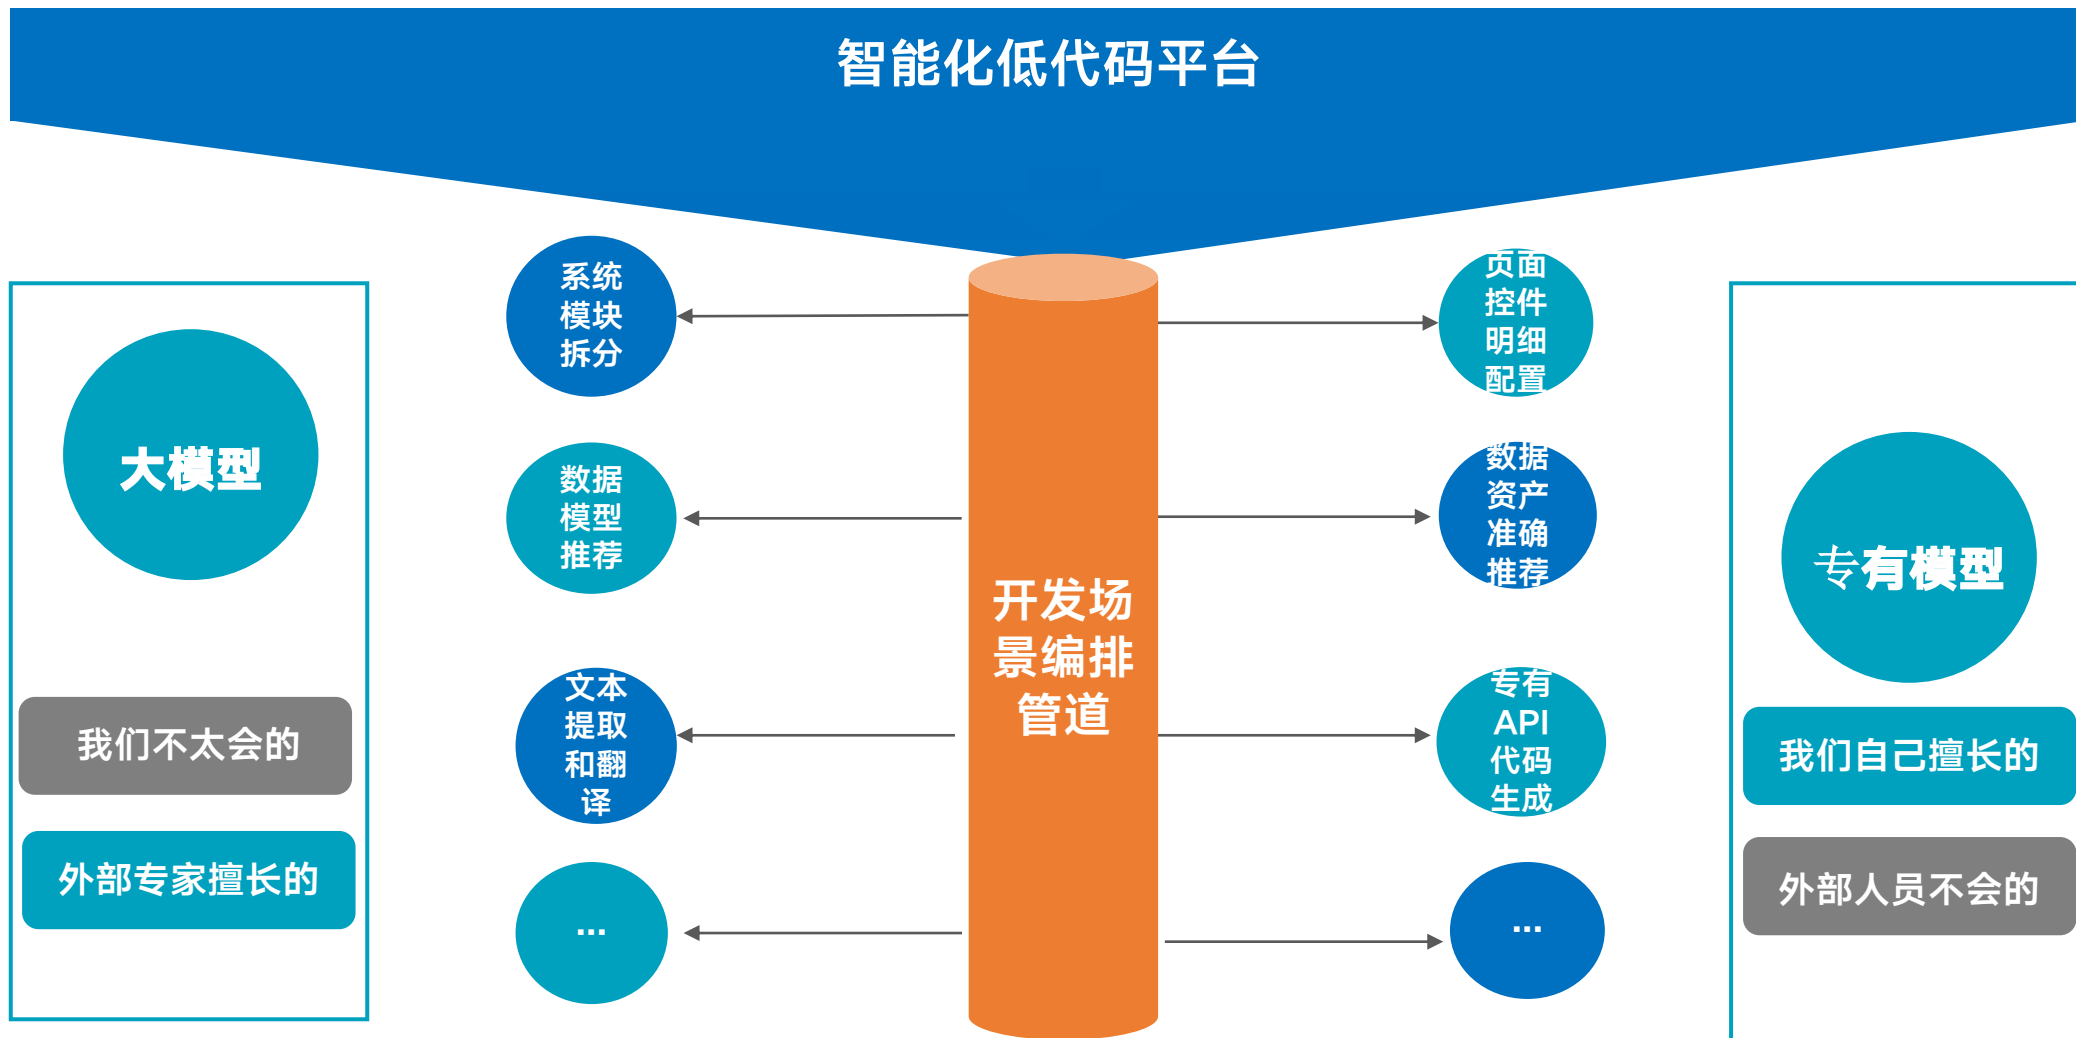 智能化低代码平台
大模型
我们不太会的
外部专家擅长的
系统
模块
拆分
数据
模型
推荐
文本
提取
和翻
译
...
开发场
景编排
管道
页面
控件
明细
配置
数据
资产
准确
推荐
专有
API
代码
生成
...
专有模型
我们自己擅长的
外部人员不会的